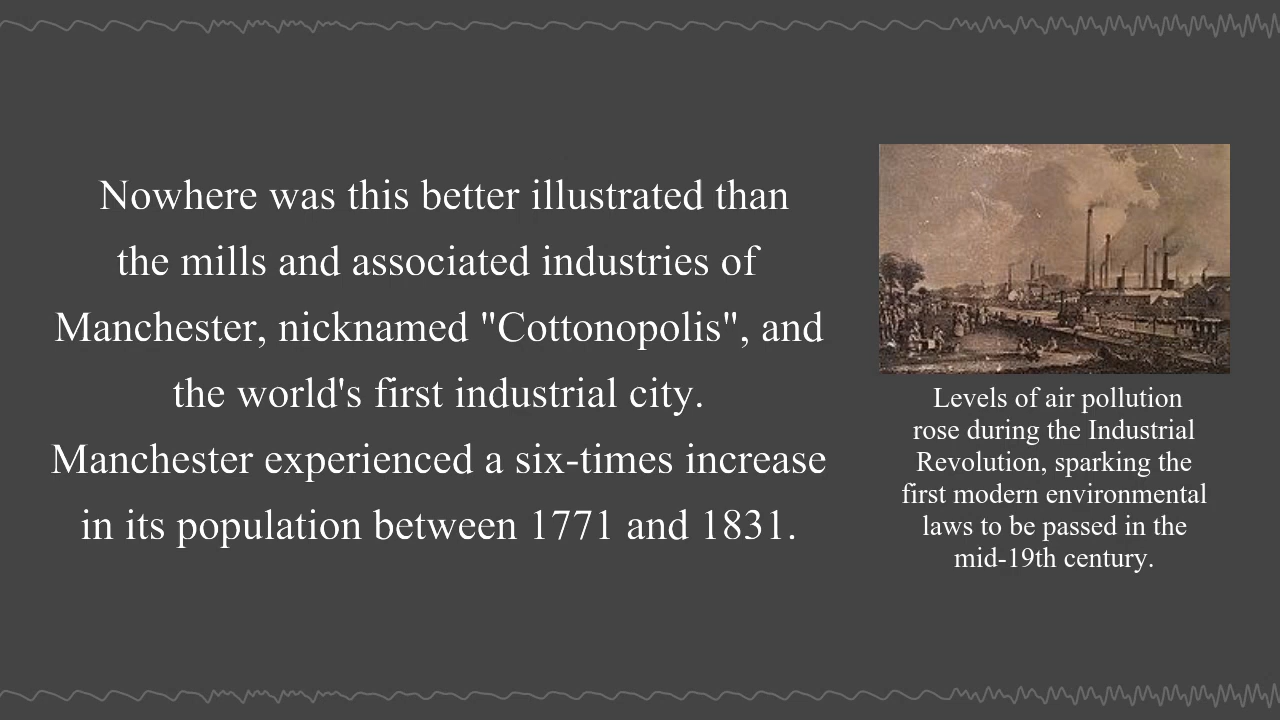 Nowhere was this better illustrated than
the mills and associated industries of
Manchester, nicknamed "Cottonopolis", and
the world's first industrial city.
Manchester experienced a six-times increase
in its population between 1771 and 1831.
Levels of air pollution
rose during the Industrial
Revolution, sparking the
first modern environmental
laws to be passed in the
mid-19th century.